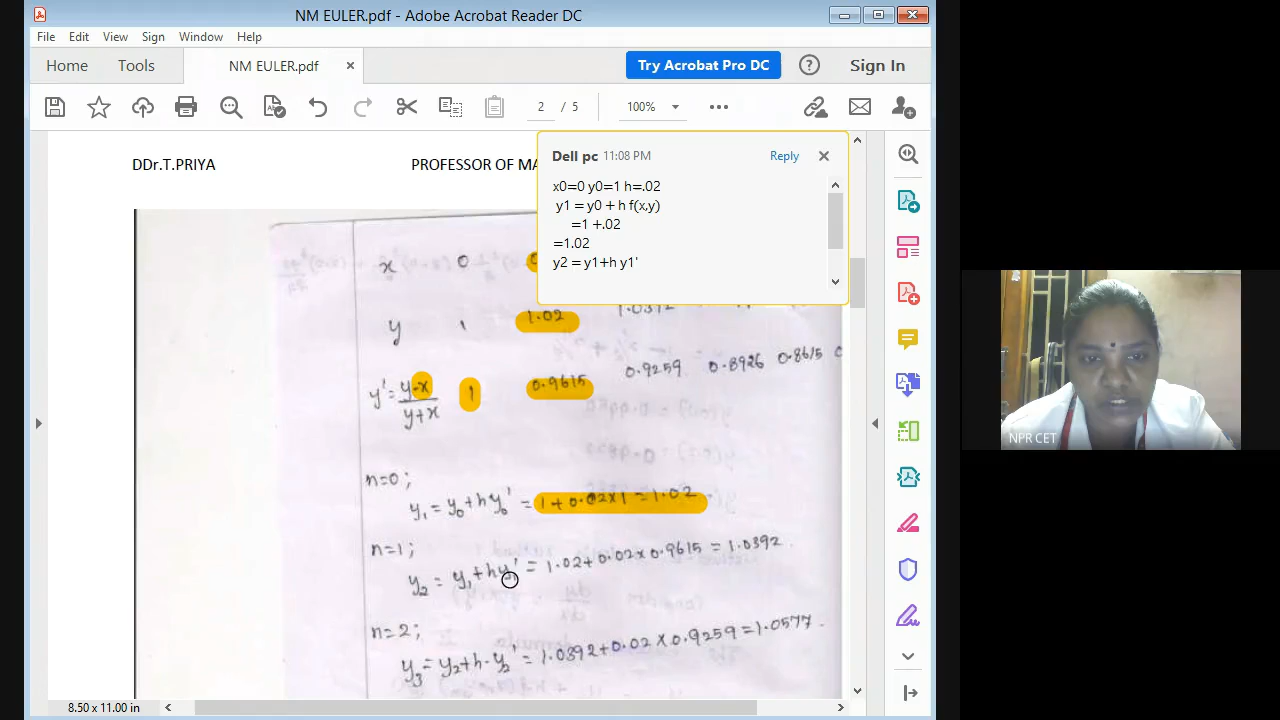 NM EULER.pdf - Adobe Acrobat Reader DC
File Edit View Sign Window Help
Home Tools NM EULER.pdf Try Acrobat Pro DC Sign In
2 / 5 100%
DDr.T.PRIYA PROFESSOR OF MA
Dell pc 11:08 PM Reply
x0=0 y0=1 h=.02
y1 = y0 + h f(x,y)
=1 +.02
=1.02
y2 = y1+h y1'
x 0
y 1 1.02 1.0392
y' = y-x / y+x 1 0.9615 0.9259 0.8926 0.8615 0
n=0;
y₁ = y₀ + hy₀' = 1 + 0.02x1 = 1.02
n=1;
y₂ = y₁ + hy₁' = 1.02 + 0.02 x 0.9615 = 1.0392
n=2;
y₃ = y₂ + h·y₂' = 1.0392 + 0.02 x 0.9259 = 1.0577
8.50 x 11.00 in
NPR CET